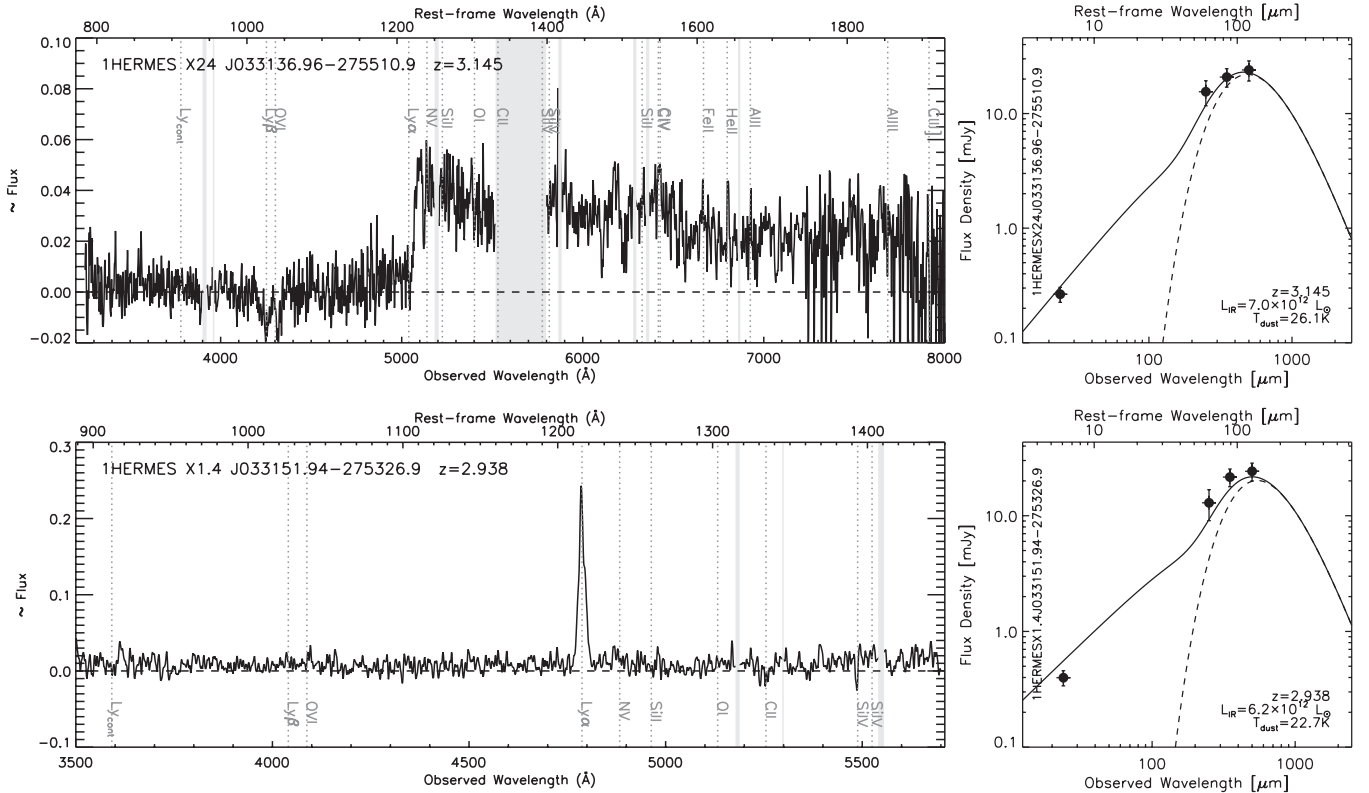 Rest-frame Wavelength (Å)
800 1000 1200 1400 1600 1800
1HERMES X24 J033136.96−275510.9 z=3.145
Ly_cont Lyβ OVI Lyα NV SiII OI CII SiIV SiIV SiII CIV CIV FeII HeII AlII AlIII CIII]
~ Flux
0.10
0.08
0.06
0.04
0.02
0.00
−0.02
4000 5000 6000 7000 8000
Observed Wavelength (Å)
Rest-frame Wavelength [μm]
10 100
1HERMESX24J033136.96−275510.9
Flux Density [mJy]
10.0
1.0
0.1
z=3.145
L_IR=7.0×10^12 L_⊙
T_dust=26.1K
100 1000
Observed Wavelength [μm]
Rest-frame Wavelength (Å)
900 1000 1100 1200 1300 1400
1HERMES X1.4 J033151.94−275326.9 z=2.938
~ Flux
0.3
0.2
0.1
0.0
−0.1
Ly_cont Lyβ OVI Lyα NV SiII OI CII SiIV SiIV
3500 4000 4500 5000 5500
Observed Wavelength (Å)
Rest-frame Wavelength [μm]
10 100
1HERMESX1.4J033151.94−275326.9
Flux Density [mJy]
10.0
1.0
0.1
z=2.938
L_IR=6.2×10^12 L_⊙
T_dust=22.7K
100 1000
Observed Wavelength [μm]